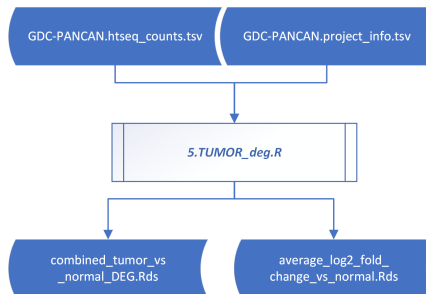 GDC-PANCAN.htseq_counts.tsv
GDC-PANCAN.project_info.tsv
5.TUMOR_deg.R
combined_tumor_vs
_normal_DEG.Rds
average_log2_fold_
change_vs_normal.Rds